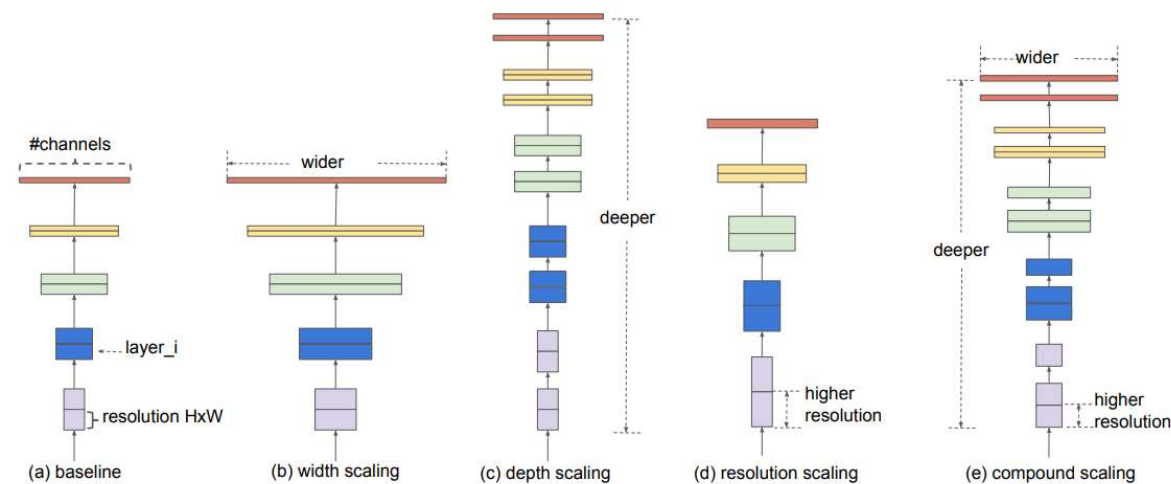 #channels
layer_i
resolution HxW
(a) baseline
wider
(b) width scaling
deeper
(c) depth scaling
higher
resolution
(d) resolution scaling
wider
deeper
higher
resolution
(e) compound scaling